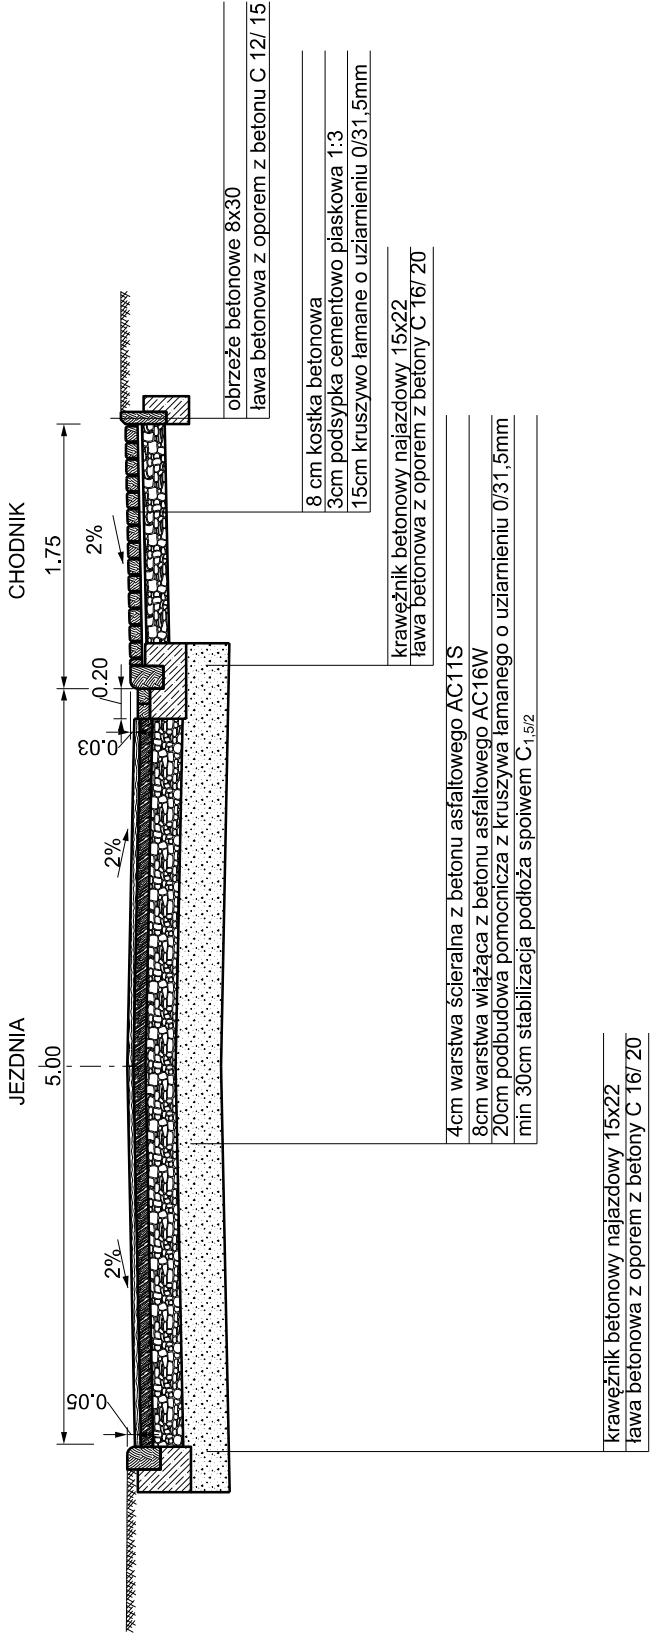 JEZDNIA
CHODNIK
5.00
1.75
0.20
0.05
2%
2%
0.03
2%
obrzeże betonowe 8x30
ława betonowa z oporem z betonu C 12/ 15
8 cm kostka betonowa
3cm podsypka cementowo piaskowa 1:3
15cm kruszywo łamane o uziarnieniu 0/31,5mm
krawężnik betonowy najazdowy 15x22
ława betonowa z oporem z betony C 16/ 20
4cm warstwa ścieralna z betonu asfaltowego AC11S
8cm warstwa wiążąca z betonu asfaltowego AC16W
20cm podbudowa pomocnicza z kruszywa łamanego o uziarnieniu 0/31,5mm
min 30cm stabilizacja podłoża spoiwem C1,5/2
krawężnik betonowy najazdowy 15x22
ława betonowa z oporem z betony C 16/ 20